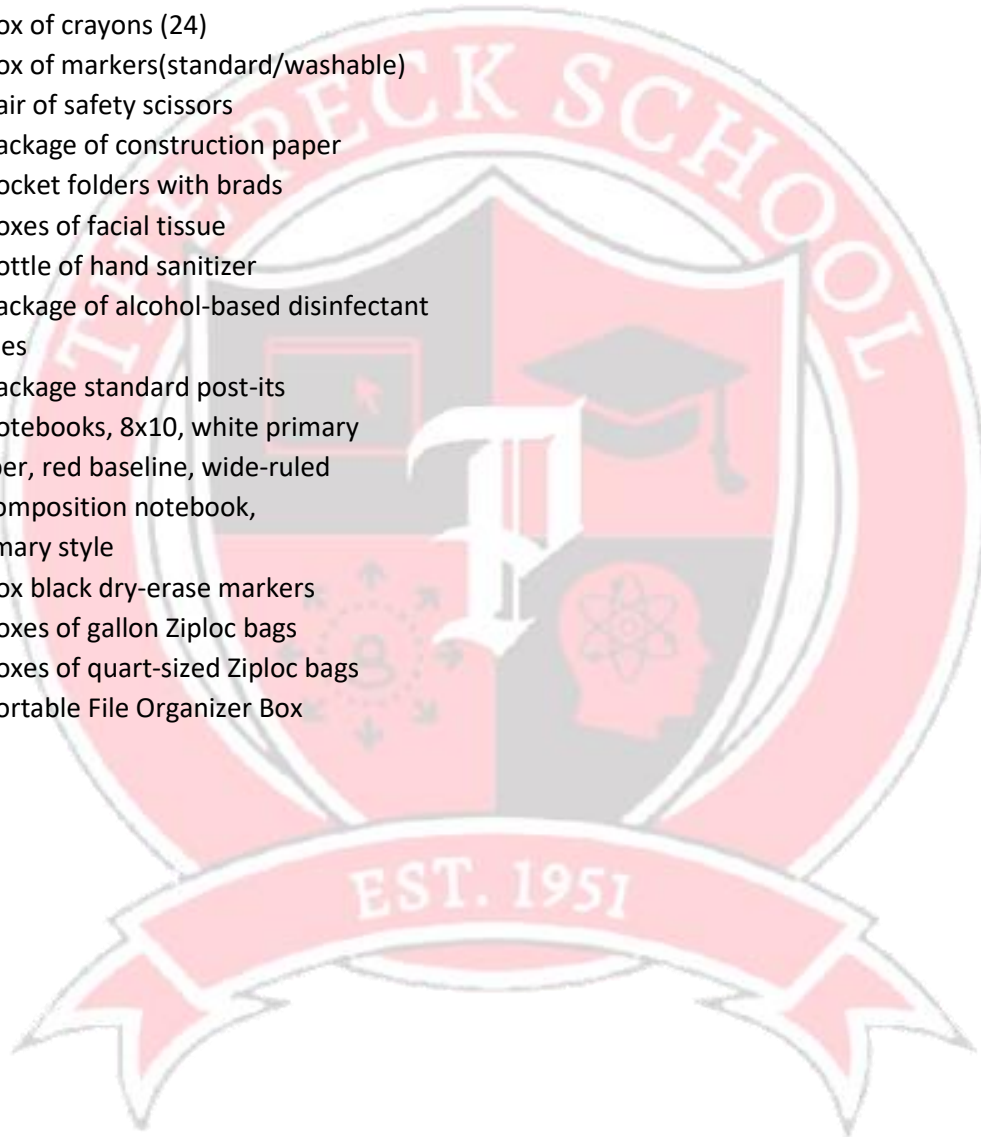 ox of crayons (24)
ox of markers(standard/washable)
air of safety scissors
ackage of construction paper
ocket folders with brads
oxes of facial tissue
ottle of hand sanitizer
ackage of alcohol-based disinfectant
es
ackage standard post-its
otebooks, 8x10, white primary
er, red baseline, wide-ruled
omposition notebook,
mary style
ox black dry-erase markers
oxes of gallon Ziploc bags
oxes of quart-sized Ziploc bags
ortable File Organizer Box
THE PECK SCHOOL
P
EST. 1951